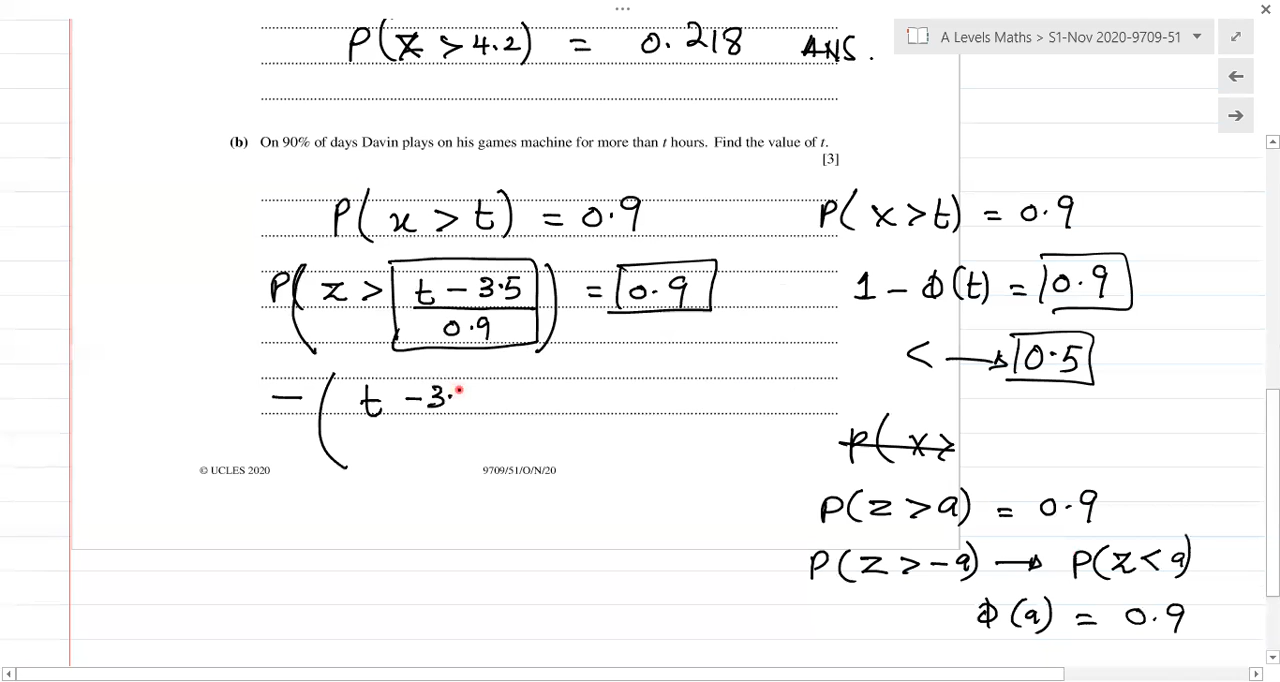 A Levels Maths > S1-Nov 2020-9709-51
P(X > 4.2) = 0.218 ANS.
(b) On 90% of days Davin plays on his games machine for more than t hours. Find the value of t.
[3]
P(x > t) = 0.9
P(z > (t - 3.5)/0.9) = 0.9
-( t - 3.
© UCLES 2020
9709/51/O/N/20
P(x > t) = 0.9
1 - Φ(t) = 0.9
< → 0.5
P(x >
P(z > a) = 0.9
P(z > -a) → P(z < a)
Φ(a) = 0.9